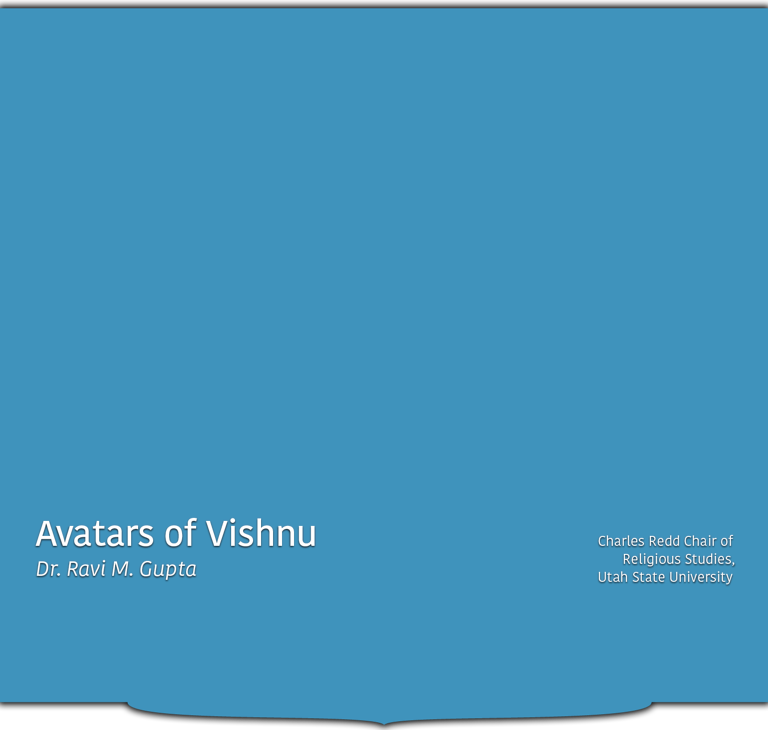 Avatars of Vishnu
Dr. Ravi M. Gupta
Charles Redd Chair of
Religious Studies,
Utah State University